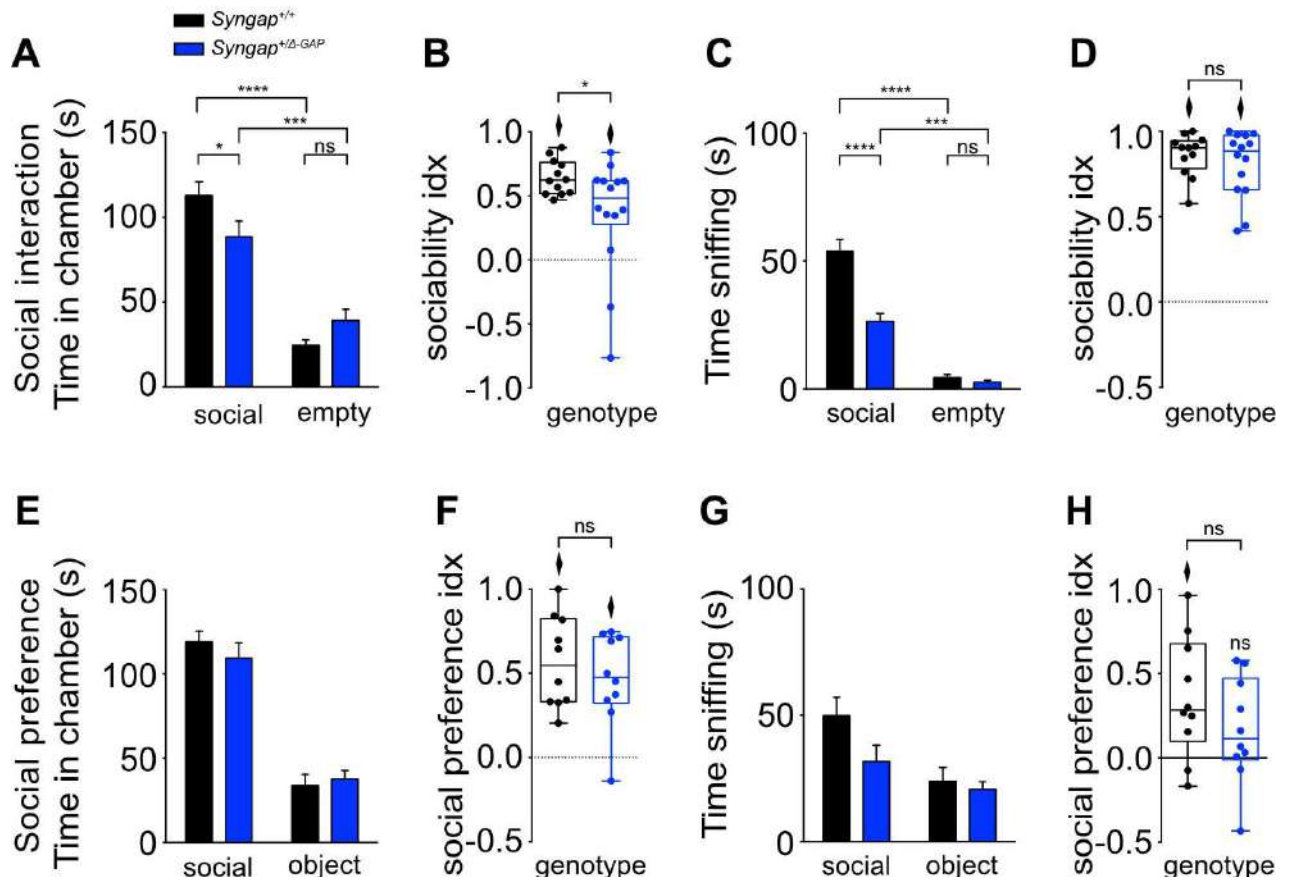 Syngap+/+
Syngap+/Δ-GAP
A
Social interaction
Time in chamber (s)
150
100
50
0
****
***
*
ns
social empty
B
sociability idx
1.0
0.5
0.0
-0.5
-1.0
*
genotype
C
Time sniffing (s)
100
50
0
****
***
****
ns
social empty
D
sociability idx
1.0
0.5
0.0
-0.5
ns
genotype
E
Social preference
Time in chamber (s)
150
100
50
0
social object
F
social preference idx
1.0
0.5
0.0
-0.5
ns
genotype
G
Time sniffing (s)
100
50
0
social object
H
social preference idx
1.0
0.5
0.0
-0.5
ns
ns
genotype